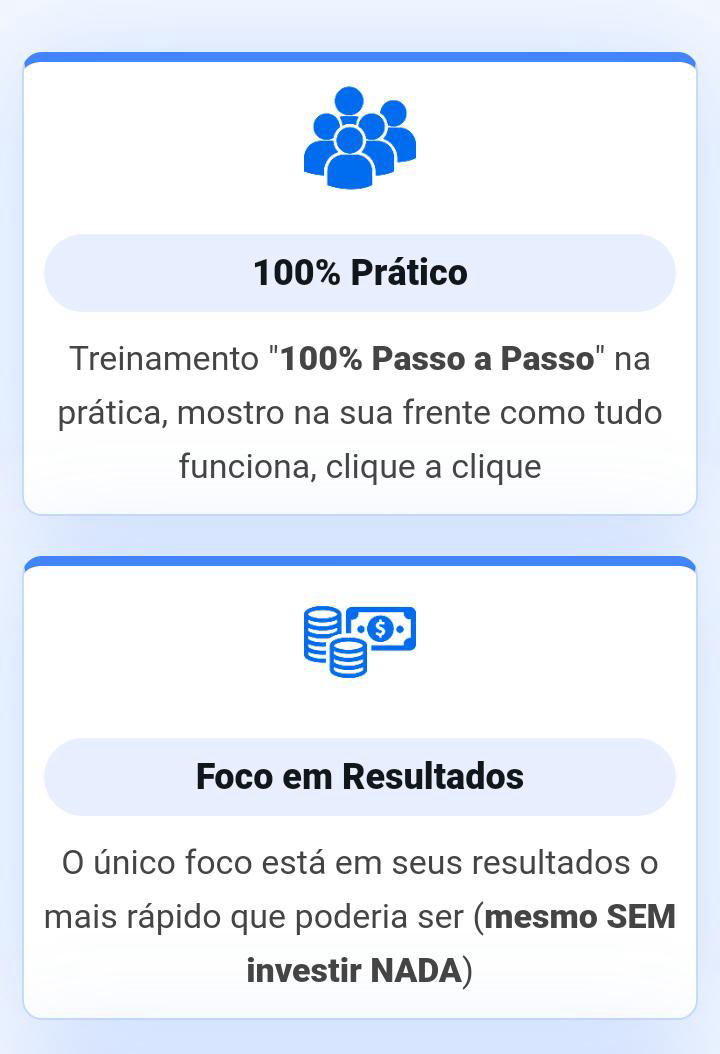 100% Prático
Treinamento "100% Passo a Passo" na
prática, mostro na sua frente como tudo
funciona, clique a clique
$
Foco em Resultados
O único foco está em seus resultados o
mais rápido que poderia ser (mesmo SEM
investir NADA)